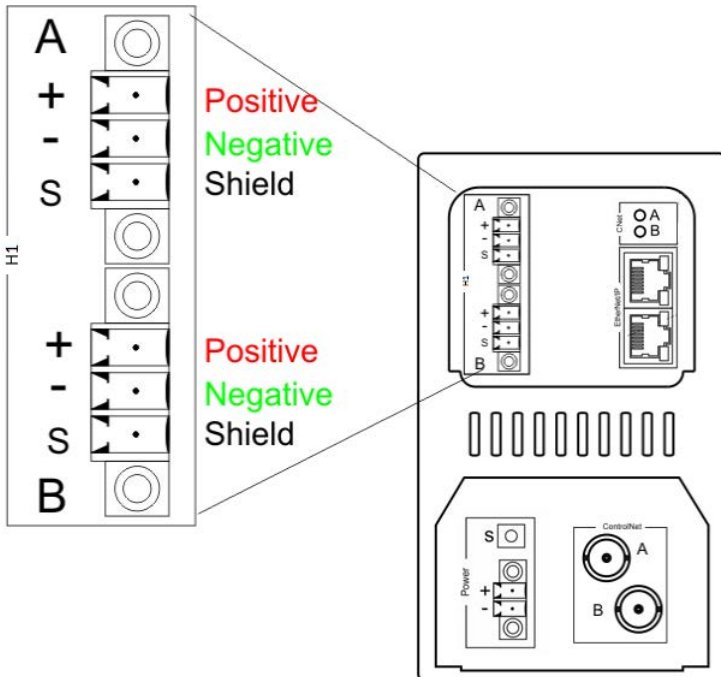 A
+ Positive
- Negative
S Shield
H1
+ Positive
- Negative
S Shield
B
A
+
-
S
H1
+
-
S
B
CNet
A
B
EtherNet/IP
S
Power
+
-
ControlNet
A
B